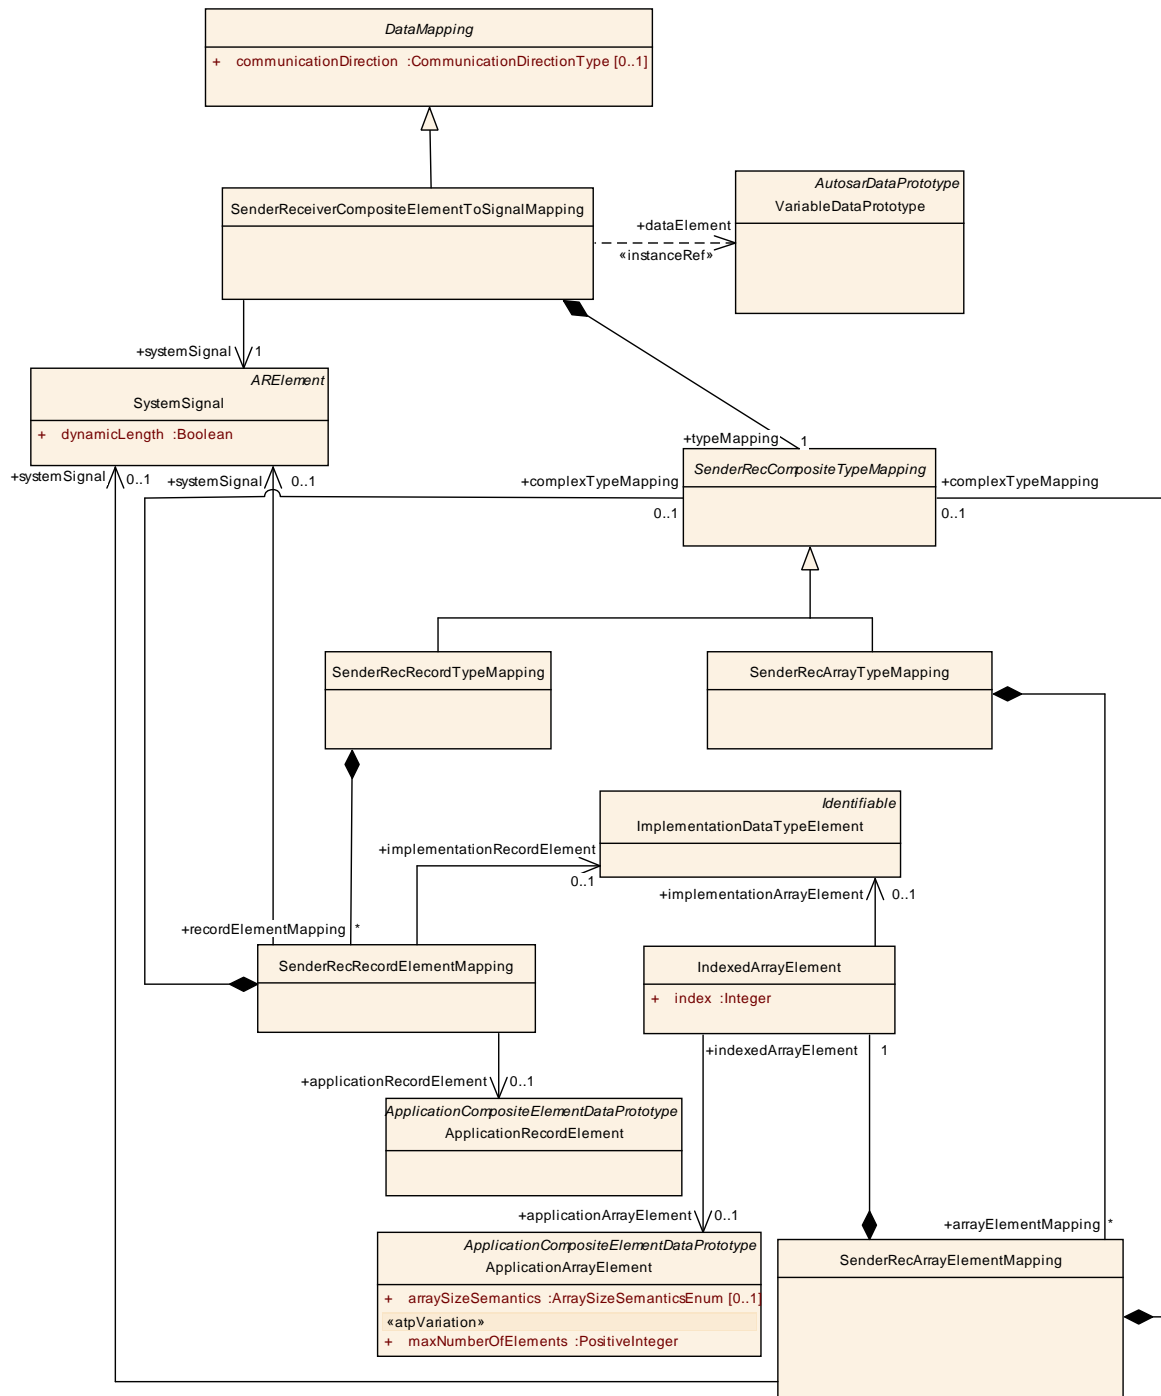 DataMapping
+ communicationDirection :CommunicationDirectionType [0..1]
SenderReceiverCompositeElementToSignalMapping
AutosarDataPrototype
VariableDataPrototype
+dataElement
«instanceRef»
+systemSignal 1
ARElement
SystemSignal
+ dynamicLength :Boolean
+typeMapping 1
SenderRecCompositeTypeMapping
+systemSignal 0..1 +systemSignal 0..1
+complexTypeMapping
0..1
+complexTypeMapping
0..1
SenderRecRecordTypeMapping
SenderRecArrayTypeMapping
Identifiable
ImplementationDataTypeElement
+implementationRecordElement
0..1
+implementationArrayElement 0..1
+recordElementMapping *
SenderRecRecordElementMapping
IndexedArrayElement
+ index :Integer
+indexedArrayElement 1
+applicationRecordElement 0..1
ApplicationCompositeElementDataPrototype
ApplicationRecordElement
+applicationArrayElement 0..1
+arrayElementMapping *
ApplicationCompositeElementDataPrototype
ApplicationArrayElement
+ arraySizeSemantics :ArraySizeSemanticsEnum [0..1]
«atpVariation»
+ maxNumberOfElements :PositiveInteger
SenderRecArrayElementMapping